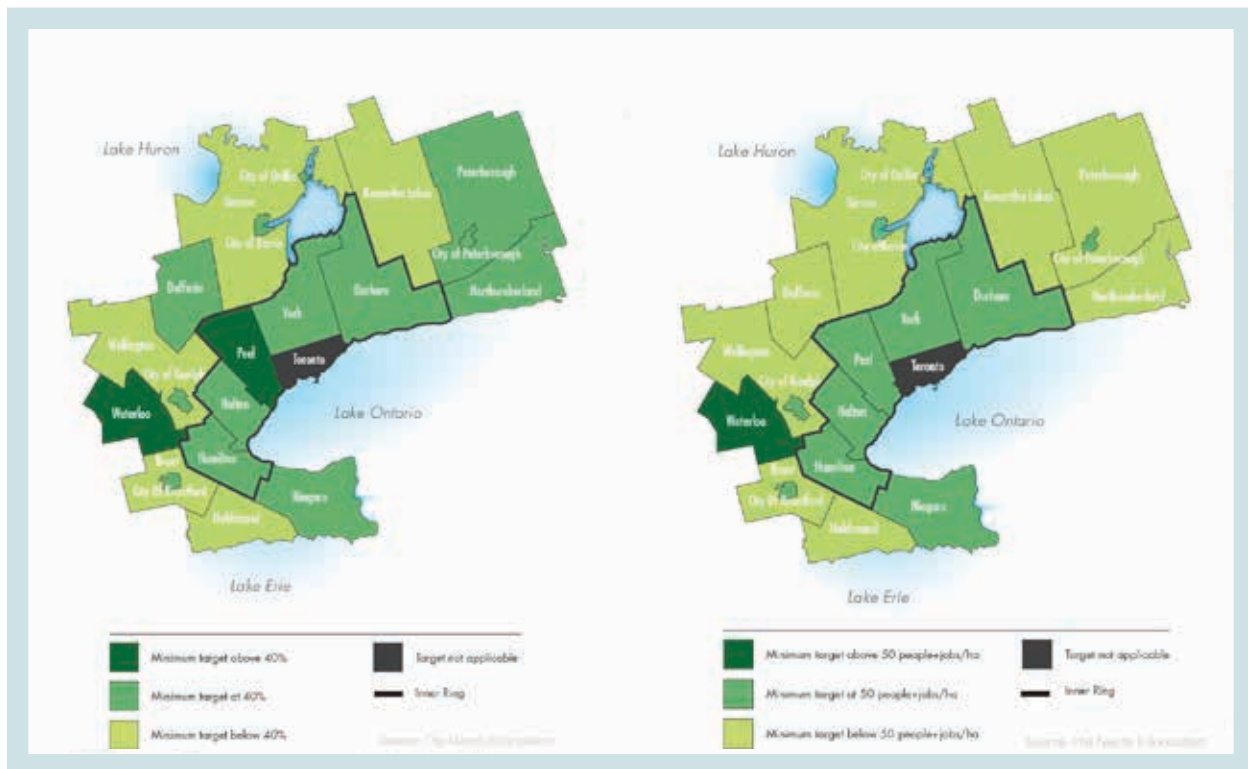 Lake Huron
City of Orillia
Simcoe
Kawartha Lakes
Peterborough
City of Barrie
City of Peterborough
Dufferin
Durham
Northumberland
York
Wellington
Peel
Toronto
City of Guelph
Halton
Waterloo
Lake Ontario
Hamilton
Brant
City Of Brantford
Niagara
Haldimand
Lake Erie
Minimum target above 40%
Target not applicable
Minimum target at 40%
Inner Ring
Minimum target below 40%
Lake Huron
City of Orillia
Simcoe
Kawartha Lakes
Peterborough
City of Barrie
City of Peterborough
Dufferin
Durham
Northumberland
York
Wellington
Peel
Toronto
City of Guelph
Halton
Waterloo
Lake Ontario
Hamilton
Brant
City Of Brantford
Niagara
Haldimand
Lake Erie
Minimum target above 50 people+jobs/ha
Target not applicable
Minimum target at 50 people+jobs/ha
Inner Ring
Minimum target below 50 people+jobs/ha